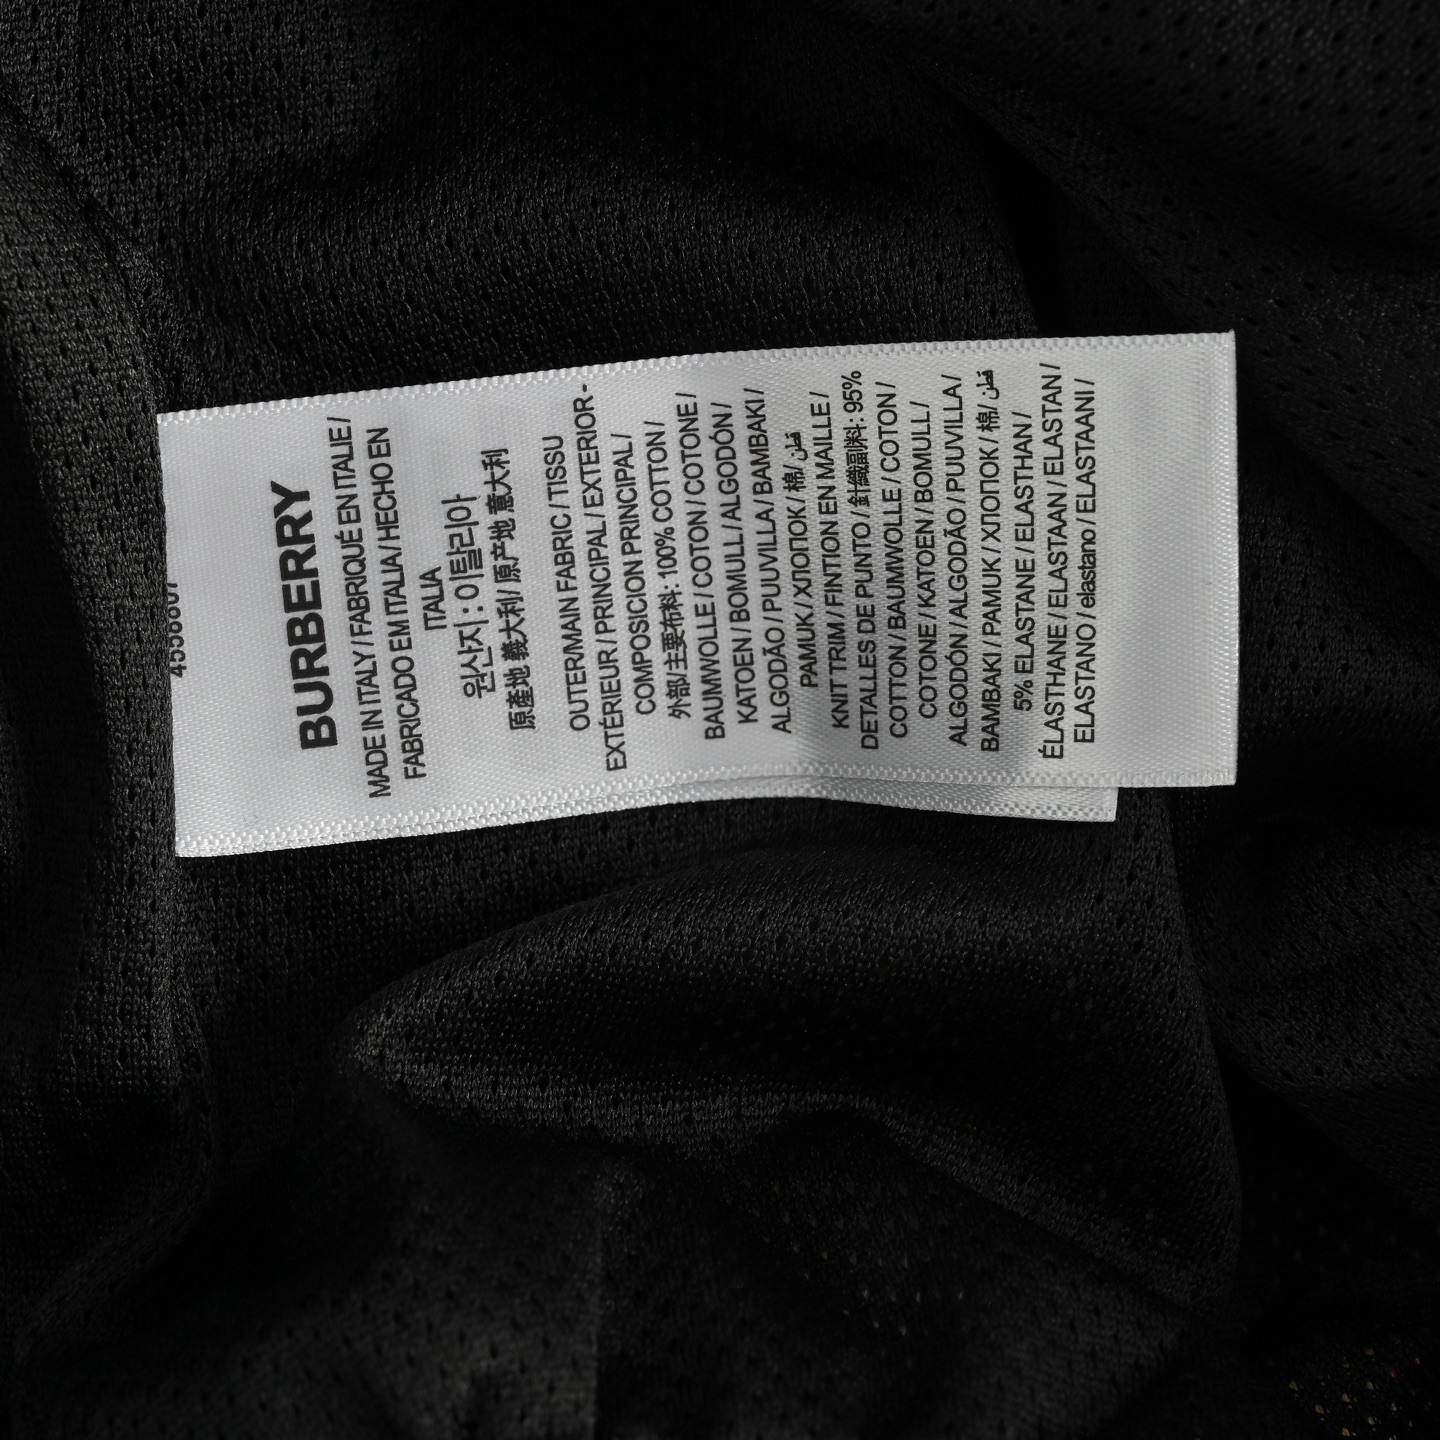 BURBERRY
MADE IN ITALY / FABRIQUÉ EN ITALIE /
FABRICADO EM ITALIA / HECHO EN
ITALIA
원산지 : 이탈리아
原產地 義大利/ 原产地 意大利
OUTER/MAIN FABRIC / TISSU
EXTÉRIEUR / PRINCIPAL / EXTERIOR -
COMPOSICION PRINCIPAL /
外部/主要布料: 100% COTTON /
BAUMWOLLE / COTON / COTONE /
KATOEN / BOMULL / ALGODÓN /
ALGODÃO / PUUVILLA / BAMBAKI /
PAMUK / ХЛОПОК / 棉/ قطن
KNIT TRIM / FINTION EN MAILLE /
DETALLES DE PUNTO / 針織副料: 95%
COTTON / BAUMWOLLE / COTON /
COTONE / KATOEN / BOMULL /
ALGODÓN / ALGODÃO / PUUVILLA /
BAMBAKI / PAMUK / ХЛОПОК / 棉/ قطن
5% ELASTANE / ELASTHAN /
ÉLASTHANE / ELASTAAN / ELASTAN /
ELASTANO / elastano / ELASTAANI /